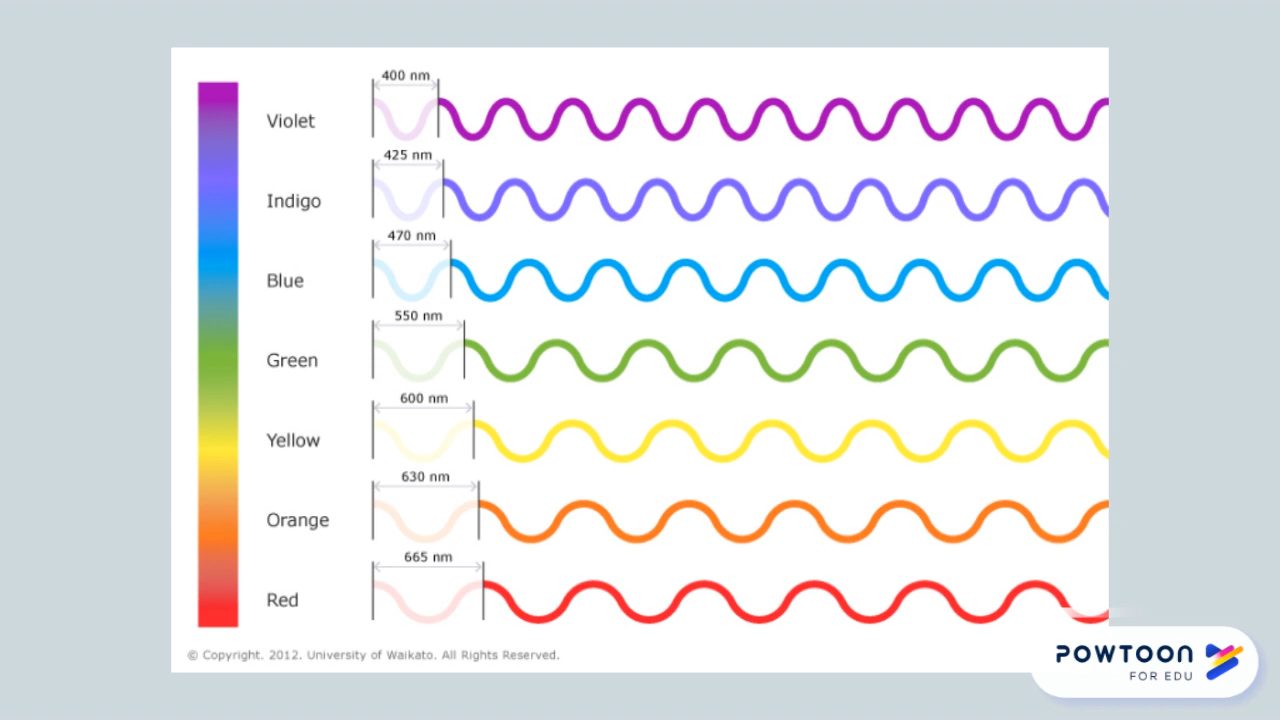 400 nm
Violet
425 nm
Indigo
470 nm
Blue
550 nm
Green
600 nm
Yellow
630 nm
Orange
665 nm
Red
© Copyright. 2012. University of Waikato. All Rights Reserved.
POWTOON
FOR EDU